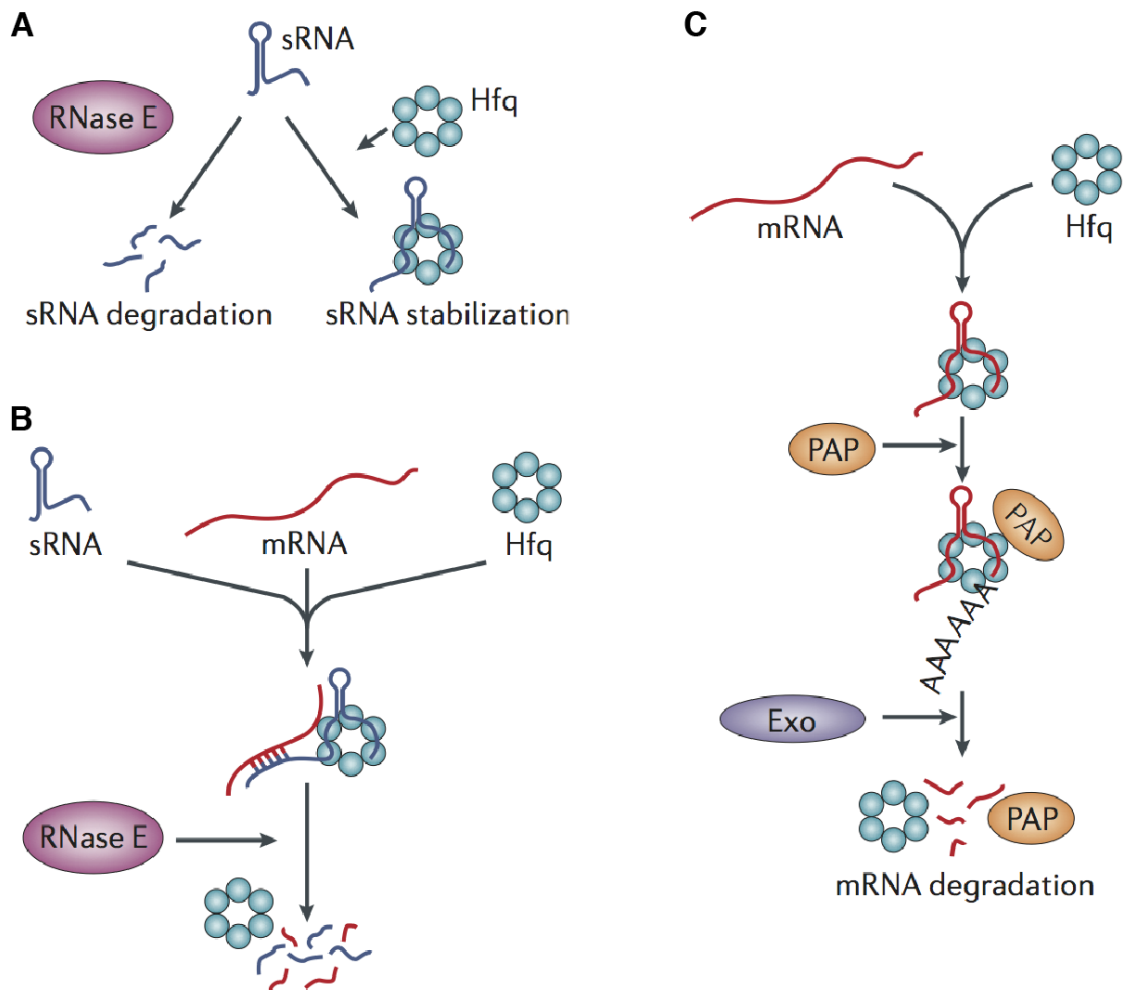 A
sRNA
RNase E
Hfq
sRNA degradation
sRNA stabilization
B
sRNA
mRNA
Hfq
RNase E
C
mRNA
Hfq
PAP
PAP
AAAAAA
Exo
PAP
mRNA degradation